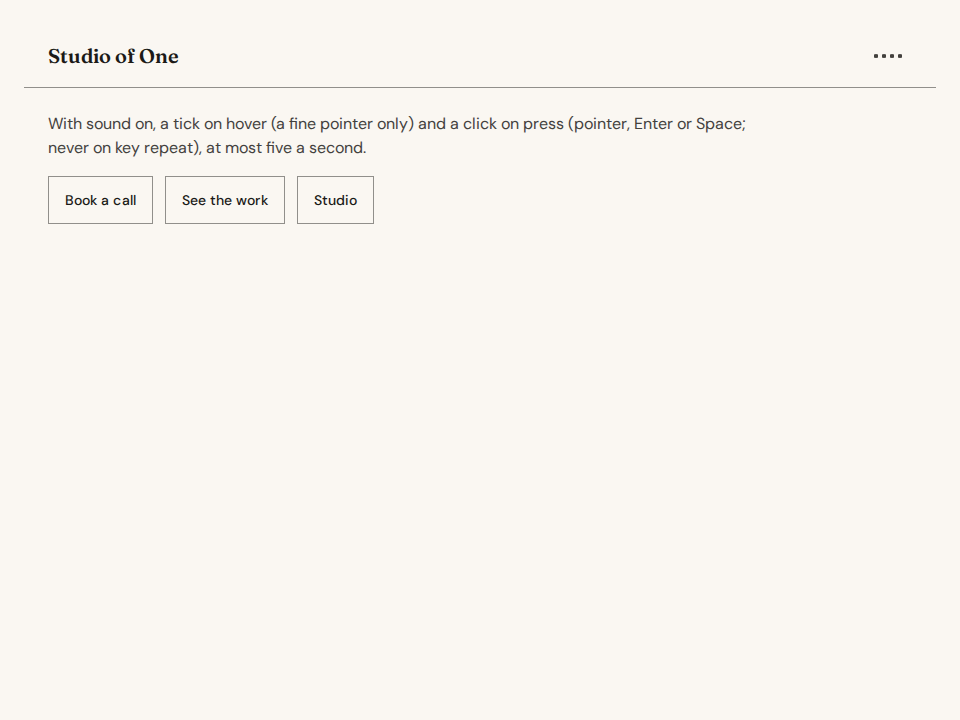 Studio of One
With sound on, a tick on hover (a fine pointer only) and a click on press (pointer, Enter or Space;
never on key repeat), at most five a second.
Book a call
See the work
Studio